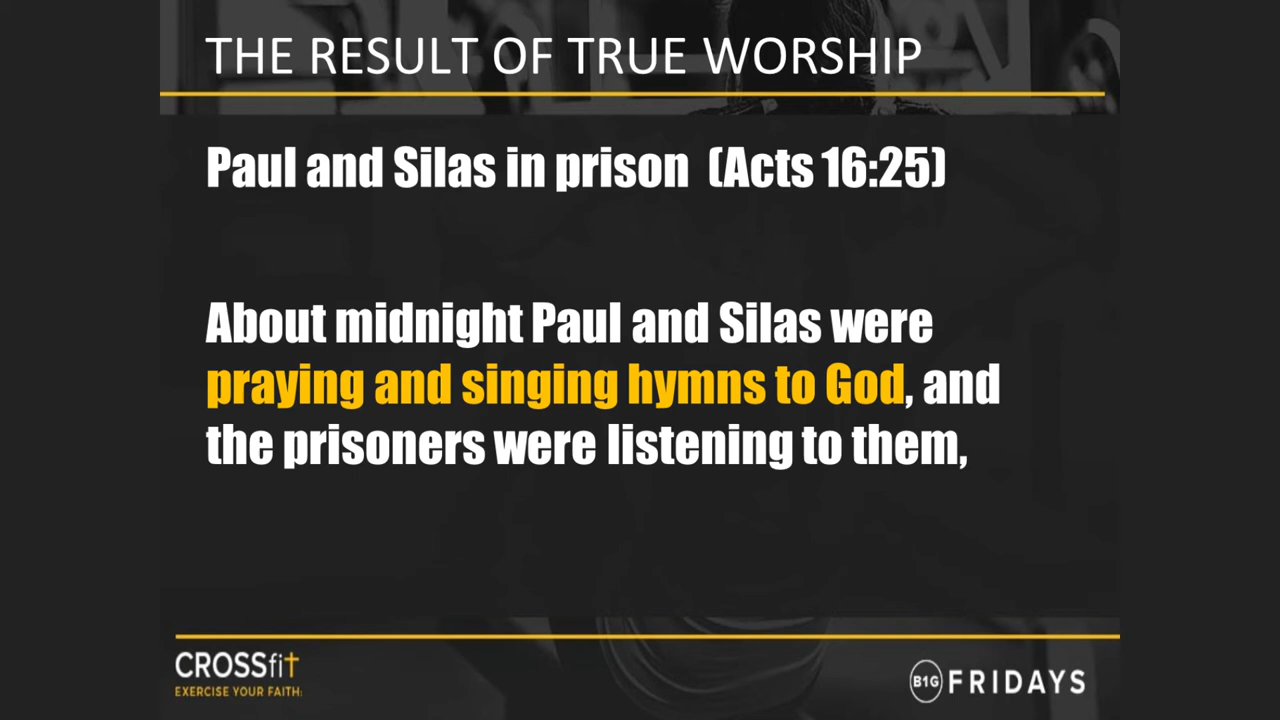 THE RESULT OF TRUE WORSHIP
Paul and Silas in prison (Acts 16:25)
About midnight Paul and Silas were
praying and singing hymns to God, and
the prisoners were listening to them,
CROSSfit
EXERCISE YOUR FAITH:
B1G FRIDAYS